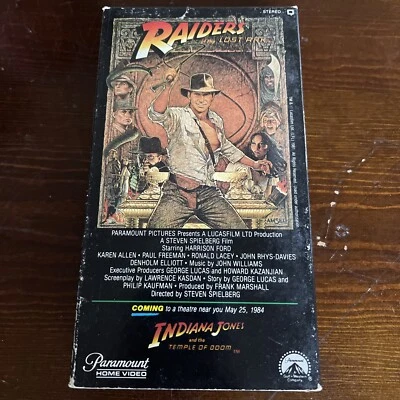 STEREO
RAIDERS
of the LOST ARK
PARAMOUNT PICTURES Presents A LUCASFILM LTD Production
A STEVEN SPIELBERG Film
Starring HARRISON FORD
KAREN ALLEN • PAUL FREEMAN • RONALD LACEY • JOHN RHYS-DAVIES
DENHOLM ELLIOTT • Music by JOHN WILLIAMS
Executive Producers GEORGE LUCAS and HOWARD KAZANJIAN
Screenplay by LAWRENCE KASDAN • Story by GEORGE LUCAS and
PHILIP KAUFMAN • Produced by FRANK MARSHALL
Directed by STEVEN SPIELBERG
COMING to a theatre near you May 25, 1984
INDIANA JONES
and the
TEMPLE OF DOOM
Paramount
HOME VIDEO
Paramount
Gulf+Western
Company